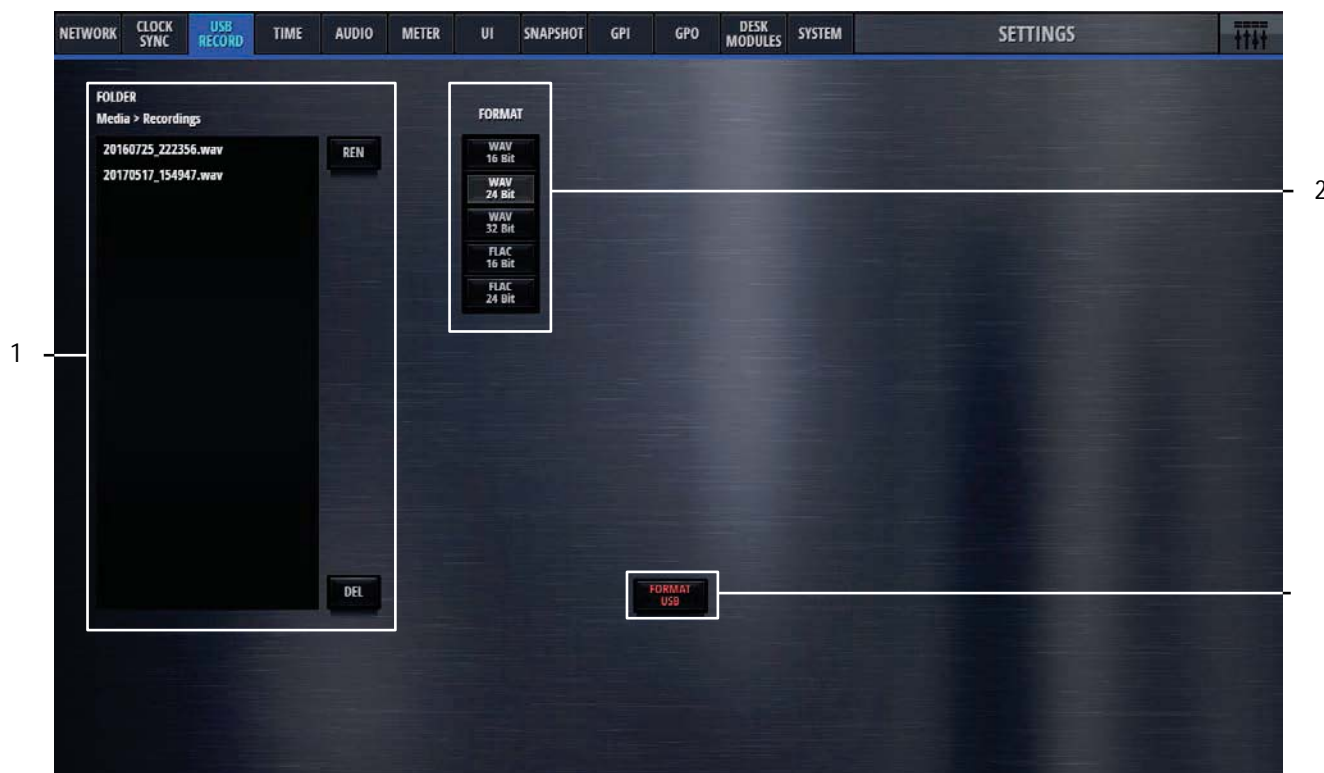 NETWORK
CLOCK
SYNC
USB
RECORD
TIME
AUDIO
METER
UI
SNAPSHOT
GPI
GPO
DESK
MODULES
SYSTEM
SETTINGS
FOLDER
Media > Recordings
20160725_222356.wav
20170517_154947.wav
REN
DEL
FORMAT
WAV
16 Bit
WAV
24 Bit
WAV
32 Bit
FLAC
16 Bit
FLAC
24 Bit
FORMAT
USB
1
2